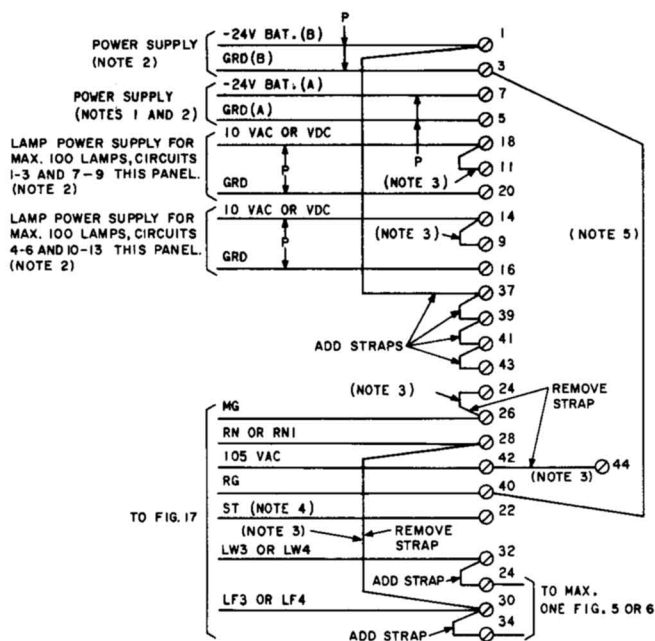 -24V BAT.(B)
P
1
POWER SUPPLY
(NOTE 2)
GRD(B)
3
-24V BAT.(A)
7
POWER SUPPLY
(NOTES 1 AND 2)
GRD(A)
5
10 VAC OR VDC
18
LAMP POWER SUPPLY FOR
MAX. 100 LAMPS, CIRCUITS
1-3 AND 7-9 THIS PANEL.
(NOTE 2)
P
P
11
(NOTE 3)
GRD
20
10 VAC OR VDC
14
LAMP POWER SUPPLY FOR
MAX. 100 LAMPS, CIRCUITS
4-6 AND 10-13 THIS PANEL.
(NOTE 2)
P
(NOTE 3)
9
(NOTE 5)
GRD
16
37
39
ADD STRAPS
41
43
(NOTE 3)
24
REMOVE
STRAP
MG
26
RN OR RN1
28
105 VAC
42
44
(NOTE 3)
RG
40
TO FIG. 17
ST (NOTE 4)
22
(NOTE 3)
REMOVE
STRAP
LW3 OR LW4
32
ADD STRAP
24
TO MAX.
ONE FIG. 5 OR 6
LF3 OR LF4
30
ADD STRAP
34